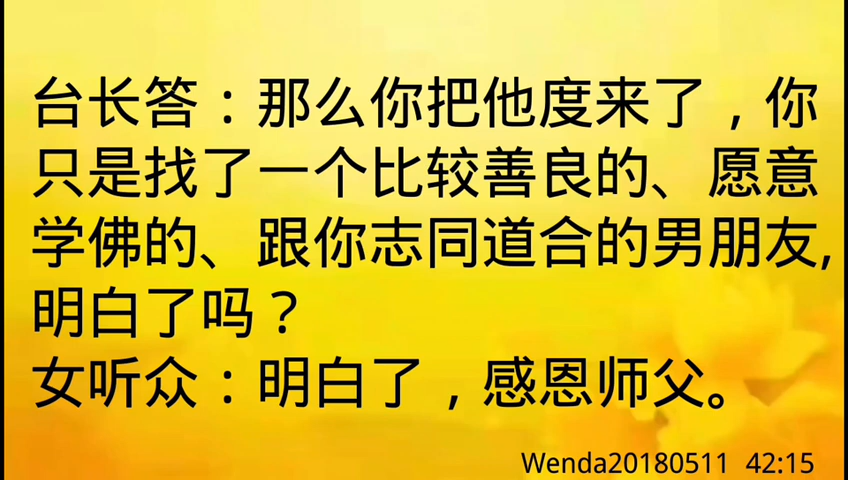 台长答：那么你把他度来了，你
只是找了一个比较善良的、愿意
学佛的、跟你志同道合的男朋友,
明白了吗？
女听众：明白了，感恩师父。
Wenda20180511 42:15